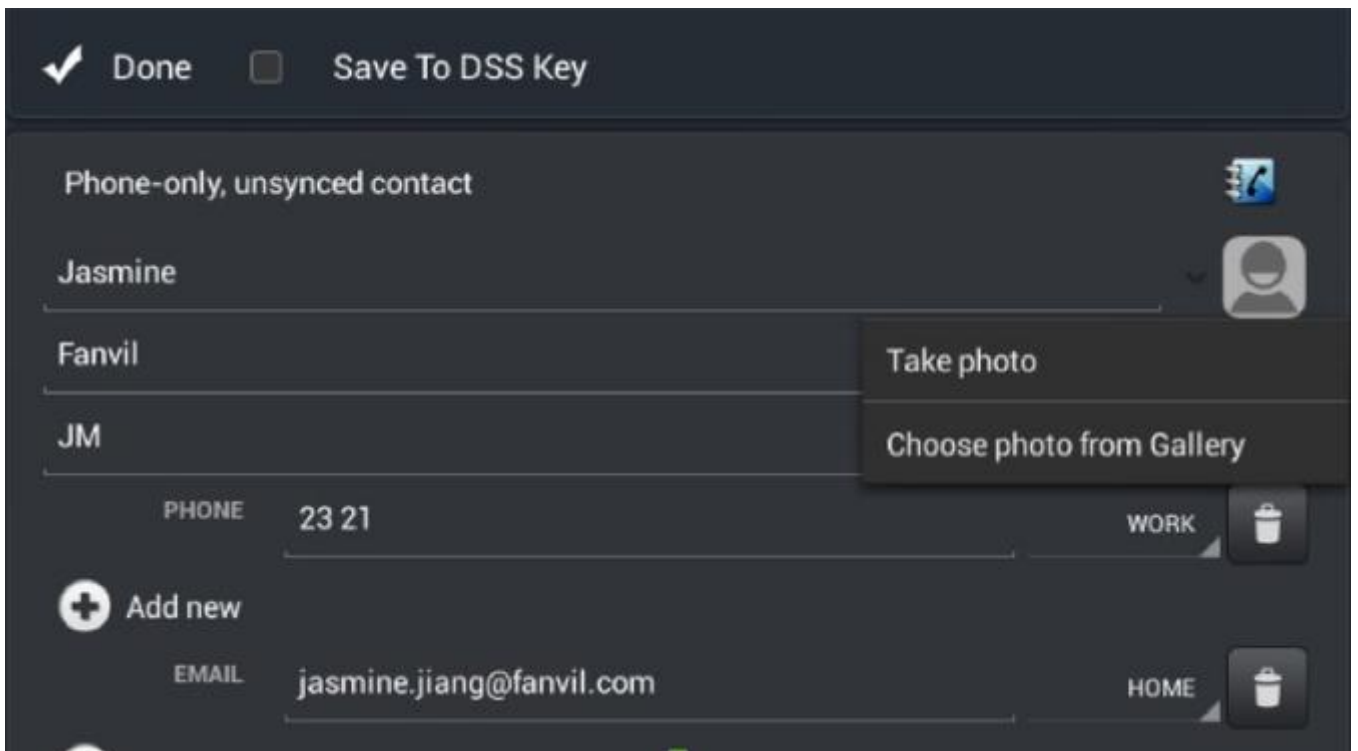 Done Save To DSS Key
Phone-only, unsynced contact
Jasmine
Fanvil
Take photo
JM
Choose photo from Gallery
PHONE 23 21 WORK
Add new
EMAIL jasmine.jiang@fanvil.com HOME